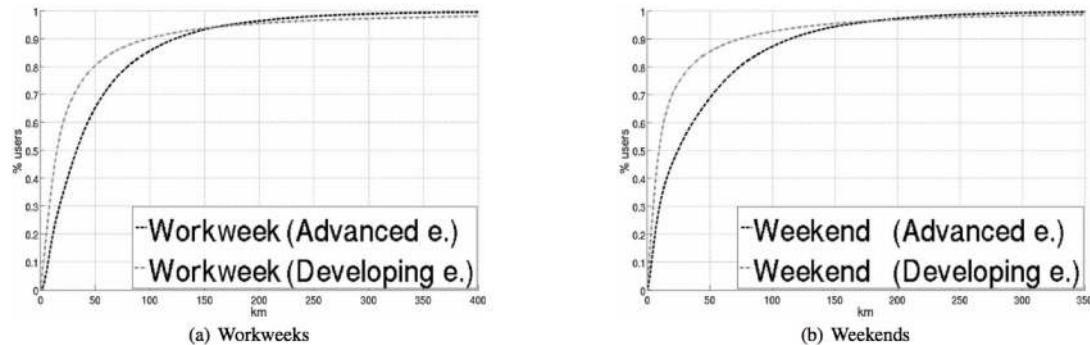 1
0.9
0.8
0.7
0.6
0.5
0.4
0.3
0.2
0.1
0
% users
0 50 100 150 200 250 300 350 400
km
Workweek (Advanced e.)
Workweek (Developing e.)
(a) Workweeks
1
0.9
0.8
0.7
0.6
0.5
0.4
0.3
0.2
0.1
0
% users
0 50 100 150 200 250 300 350
km
Weekend (Advanced e.)
Weekend (Developing e.)
(b) Weekends